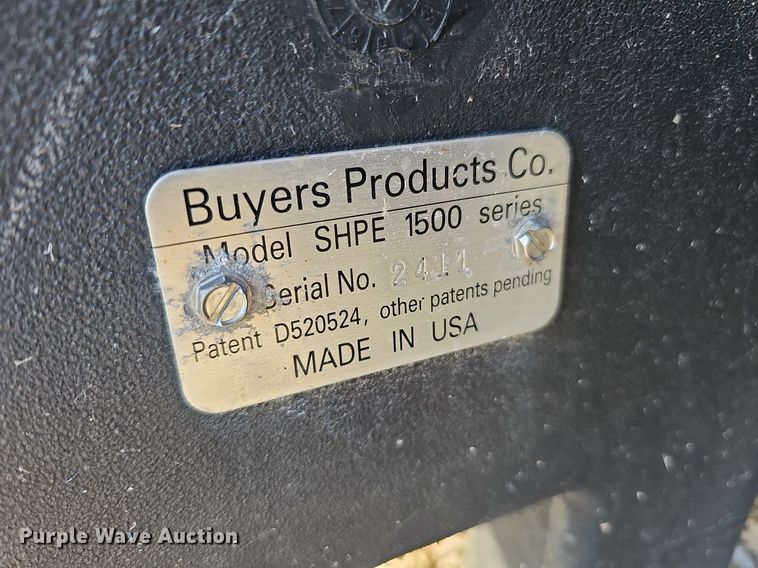 Buyers Products Co.
Model SHPE 1500 series
Serial No.
Patent D520524, other patents pending
MADE IN USA
Purple Wave Auction